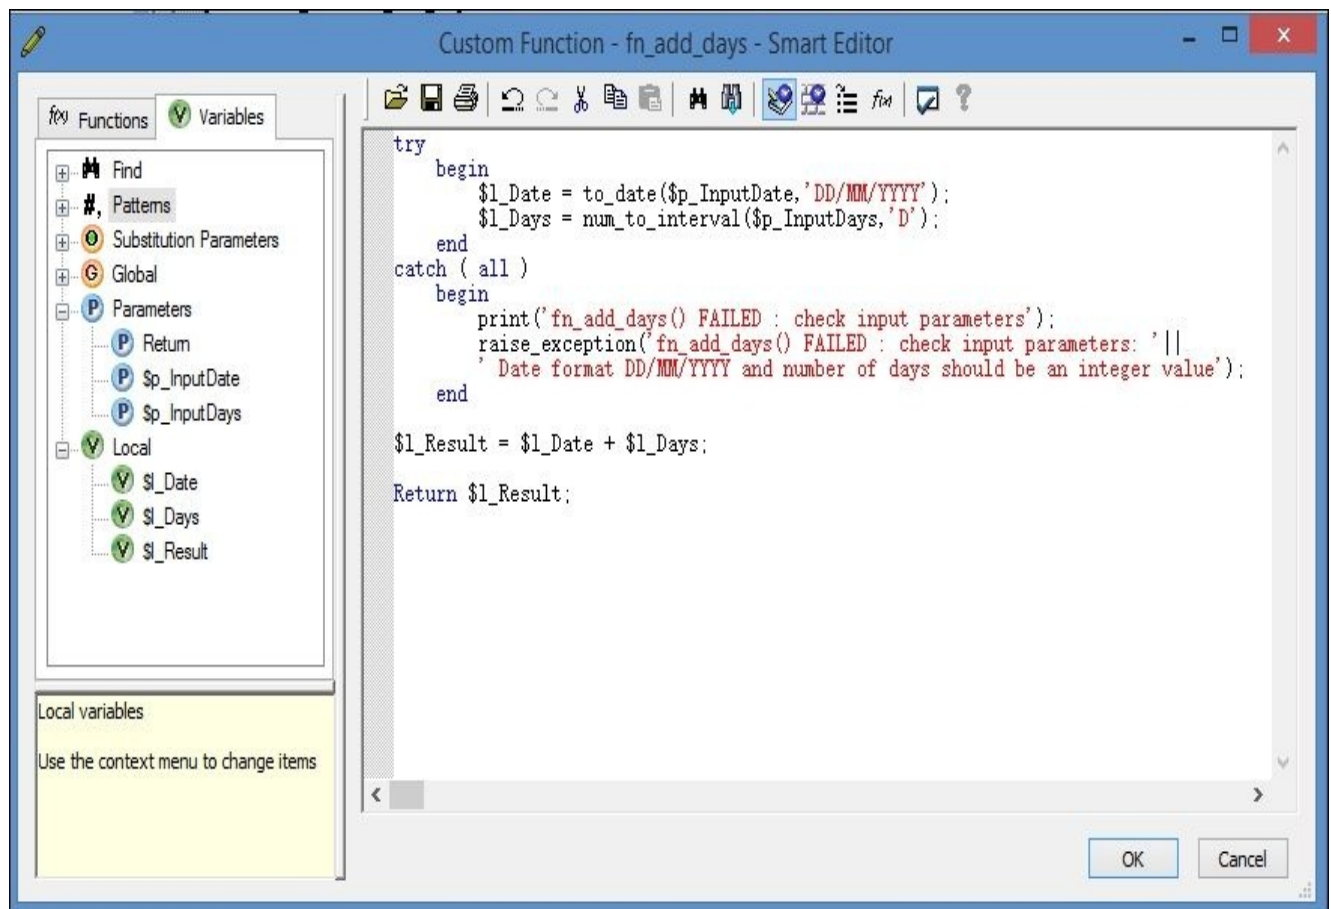 Custom Function - fn_add_days - Smart Editor
f(x) Functions
V Variables
Find
#, Patterns
Substitution Parameters
G Global
P Parameters
P Return
P $p_InputDate
P $p_InputDays
V Local
V $l_Date
V $l_Days
V $l_Result
Local variables
Use the context menu to change items
try
begin
$l_Date = to_date($p_InputDate,'DD/MM/YYYY');
$l_Days = num_to_interval($p_InputDays,'D');
end
catch ( all )
begin
print('fn_add_days() FAILED : check input parameters');
raise_exception('fn_add_days() FAILED : check input parameters: '||
' Date format DD/MM/YYYY and number of days should be an integer value');
end
$l_Result = $l_Date + $l_Days;
Return $l_Result;
OK
Cancel